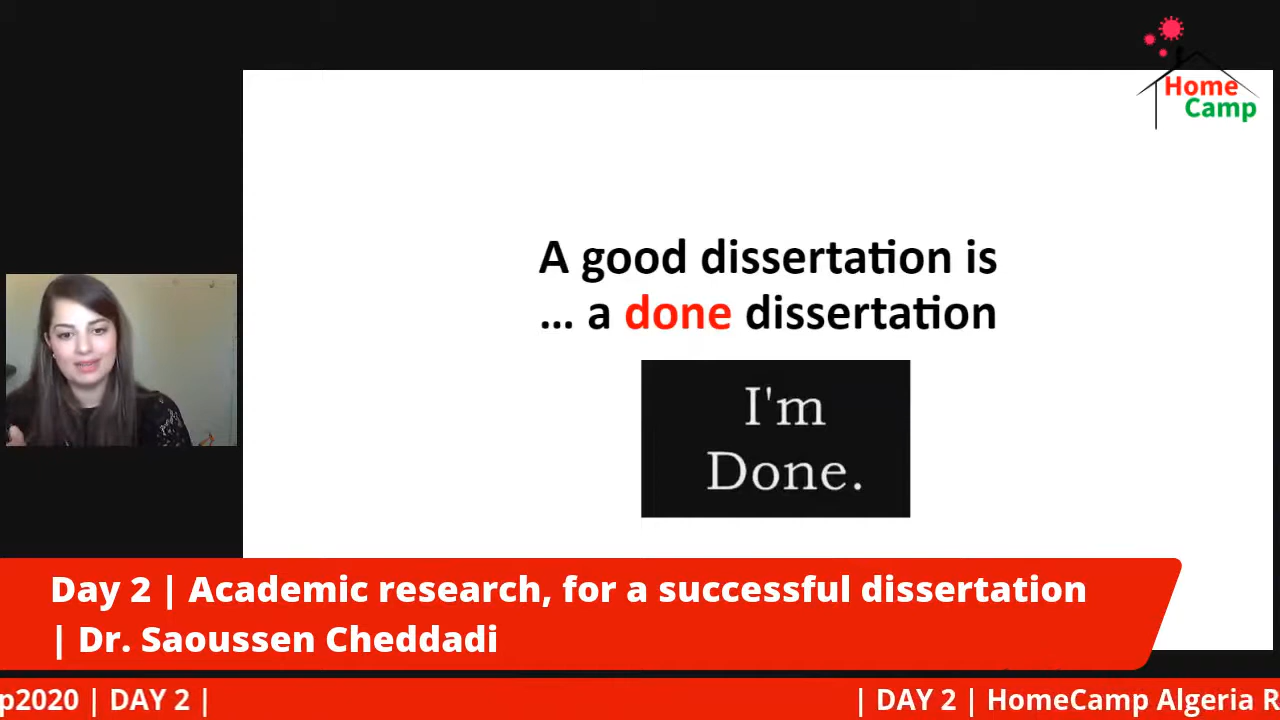 Home
Camp
A good dissertation is
... a done dissertation
I'm
Done.
Day 2 | Academic research, for a successful dissertation
| Dr. Saoussen Cheddadi
p2020 | DAY 2 |
| DAY 2 | HomeCamp Algeria R